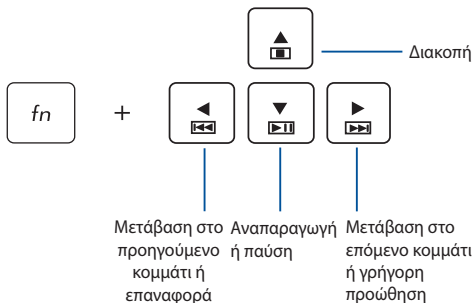 Διακοπή
fn +
Μετάβαση στο
προηγούμενο
κομμάτι ή
επαναφορά
Αναπαραγωγή
ή παύση
Μετάβαση στο
επόμενο κομμάτι
ή γρήγορη
προώθηση